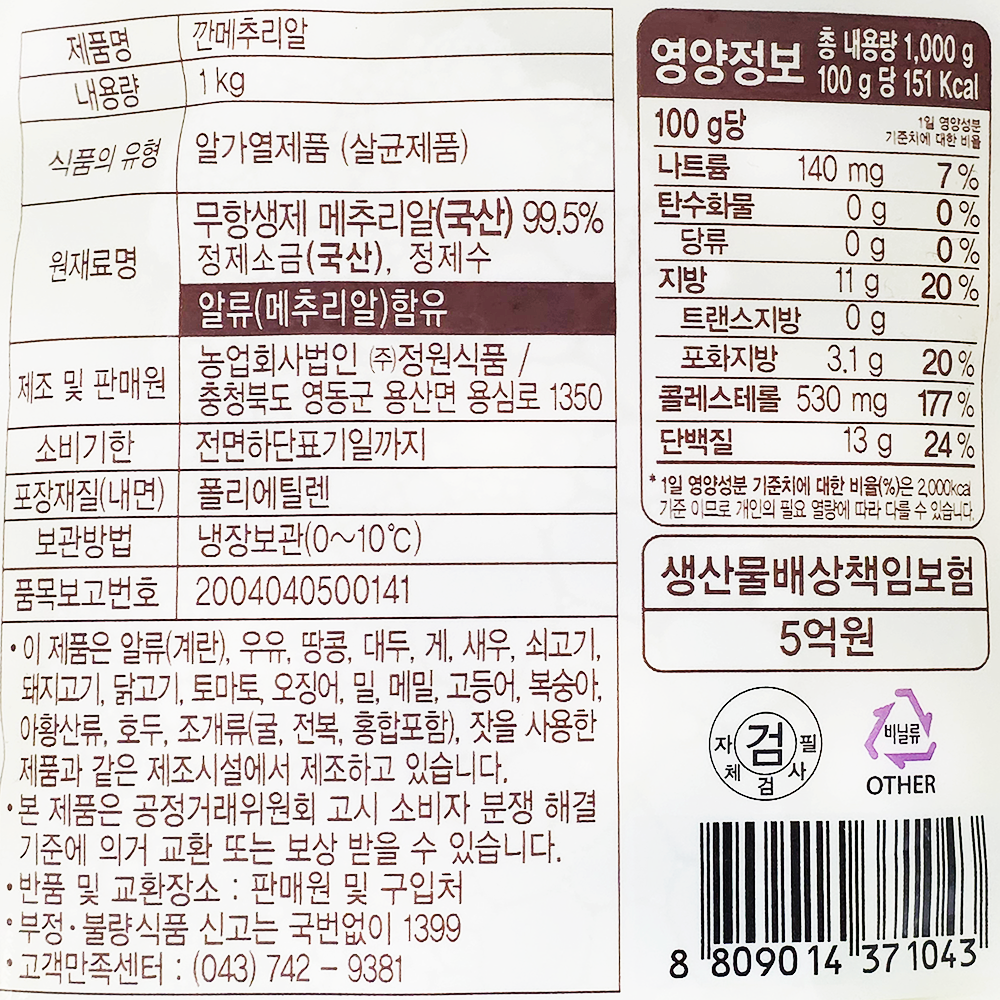 제품명 깐메추리알
내용량 1kg
식품의 유형 알가열제품 (살균제품)
원재료명 무항생제 메추리알(국산) 99.5%
정제소금(국산), 정제수
알류(메추리알)함유
제조 및 판매원 농업회사법인 ㈜정원식품 /
충청북도 영동군 용산면 용심로 1350
소비기한 전면하단표기일까지
포장재질(내면) 폴리에틸렌
보관방법 냉장보관(0~10℃)
품목보고번호 2004040500141
• 이 제품은 알류(계란), 우유, 땅콩, 대두, 게, 새우, 쇠고기,
돼지고기, 닭고기, 토마토, 오징어, 밀, 메밀, 고등어, 복숭아,
아황산류, 호두, 조개류(굴, 전복, 홍합포함), 잣을 사용한
제품과 같은 제조시설에서 제조하고 있습니다.
• 본 제품은 공정거래위원회 고시 소비자 분쟁 해결
기준에 의거 교환 또는 보상 받을 수 있습니다.
• 반품 및 교환장소 : 판매원 및 구입처
• 부정·불량식품 신고는 국번없이 1399
• 고객만족센터 : (043) 742 - 9381
영양정보 총 내용량 1,000 g
100 g 당 151 Kcal
100 g당 1일 영양성분
기준치에 대한 비율
나트륨 140 mg 7%
탄수화물 0 g 0%
당류 0 g 0%
지방 11 g 20%
트랜스지방 0 g
포화지방 3.1 g 20%
콜레스테롤 530 mg 177%
단백질 13 g 24%
* 1일 영양성분 기준치에 대한 비율(%)은 2,000kcal
기준 이므로 개인의 필요 열량에 따라 다를 수 있습니다.
생산물배상책임보험
5억원
자체검사필
검
비닐류
OTHER
8 809014 371043